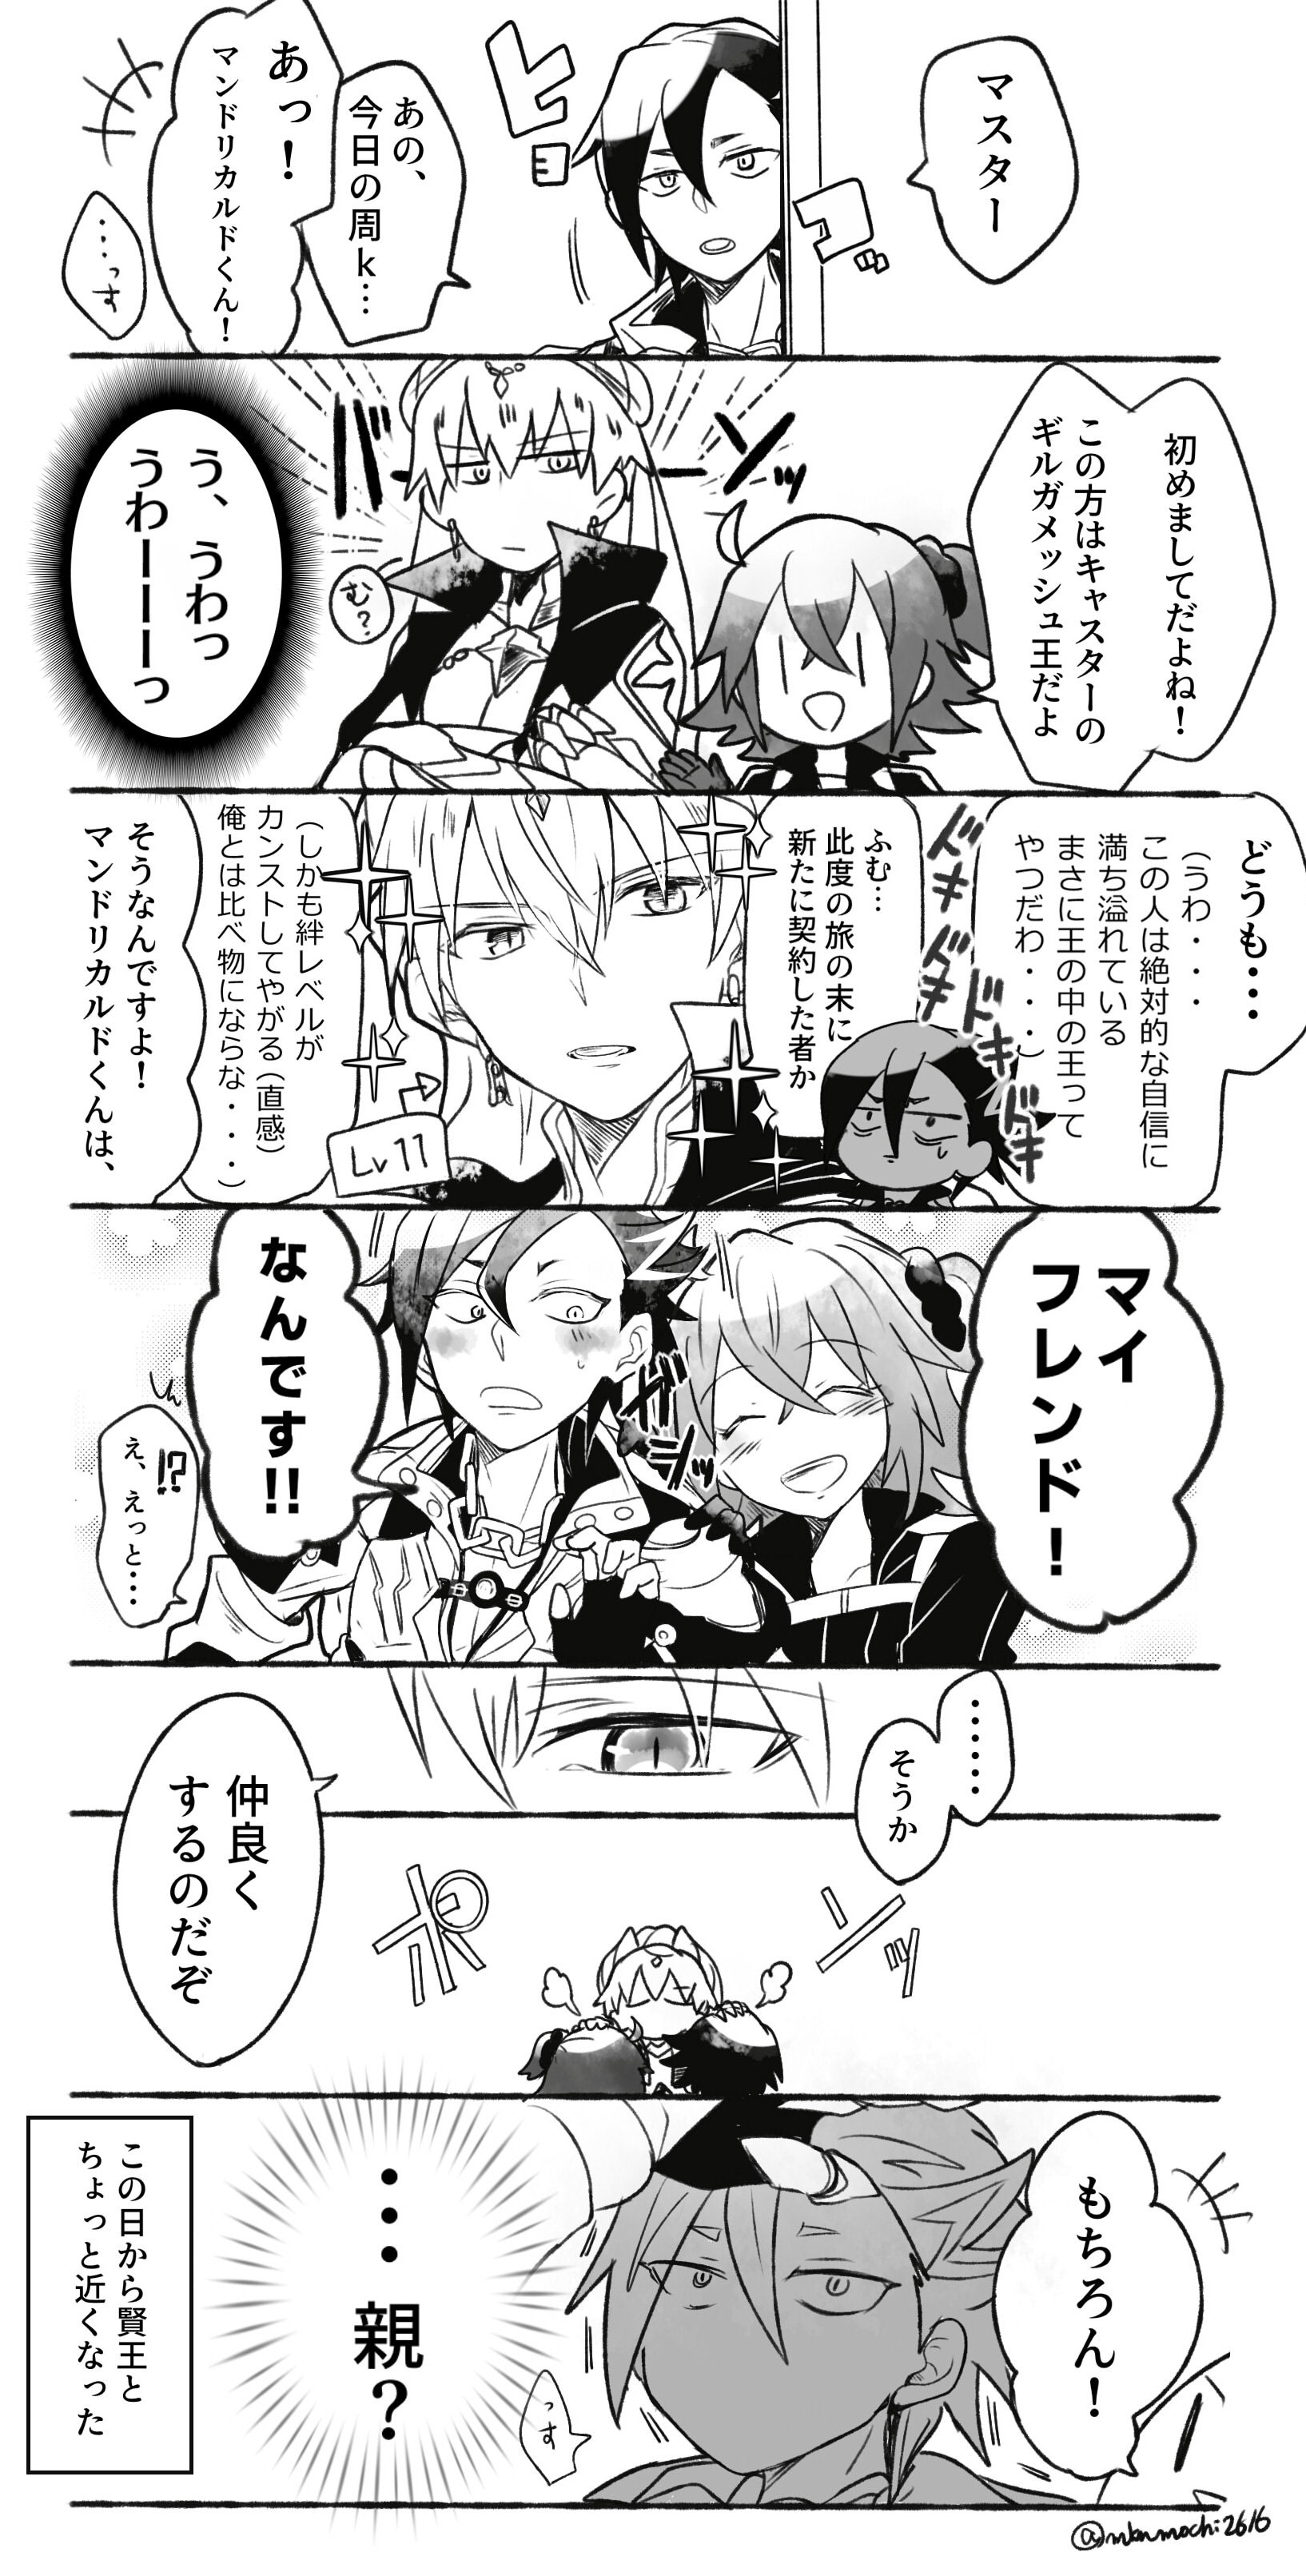 マスター
コッ
ヒョ
あの、
今日の周k…
あっ！
マンドリカルドくん！
…っす
初めましてだよね！
この方はキャスターの
ギルガメッシュ王だよ
バーンッ
む？
う、うわっ
うわーーーっ
どうも・・・
（うわ・・・
この人は絶対的な自信に
満ち溢れている
まさに王の中の王って
やつだわ・・・）
ドキドキドキドキ
ふむ…
此度の旅の末に
新たに契約した者か
Lv11
（しかも絆レベルが
カンストしてやがる（直感）
俺とは比べ物にならな・・・）
そうなんですよ！
マンドリカルドくんは、
マイ
フレンド！
ガシッ
なんです!!
!?
え、えっと…
……
そうか
仲良く
するのだぞ
ポンッ
もちろん！
っす
…親？
この日から賢王と
ちょっと近くなった
@mknmochi2616